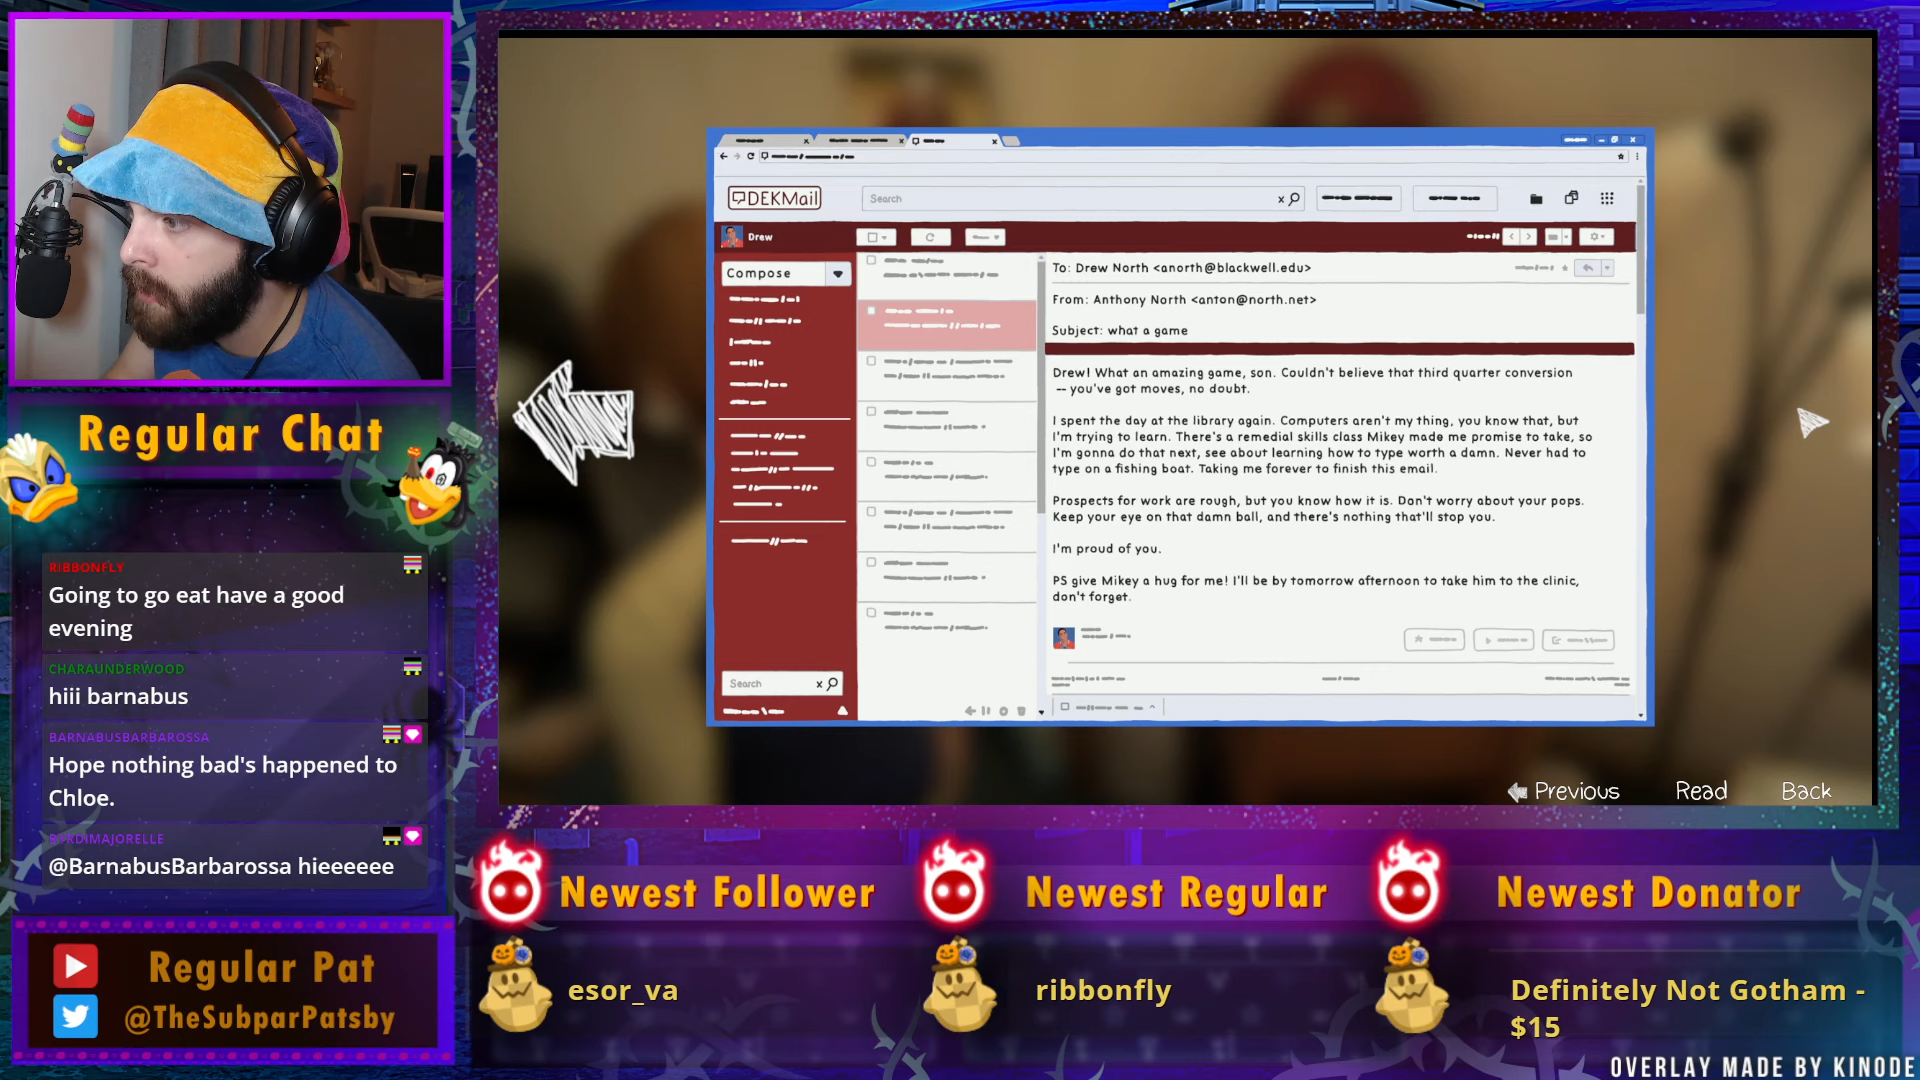 Regular Chat
RIBBONFLY
Going to go eat have a good
evening
CHARAUNDERWOOD
hiii barnabus
BARNABUSBARBAROSSA
Hope nothing bad's happened to
Chloe.
BYRDIMAJORELLE
@BarnabusBarbarossa hieeeeee
Regular Pat
@TheSubparPatsby
DEKMail
Search
Drew
Compose
Search
To: Drew North <anorth@blackwell.edu>
From: Anthony North <anton@north.net>
Subject: what a game
Drew! What an amazing game, son. Couldn't believe that third quarter conversion
-- you've got moves, no doubt.
I spent the day at the library again. Computers aren't my thing, you know that, but
I'm trying to learn. There's a remedial skills class Mikey made me promise to take, so
I'm gonna do that next, see about learning how to type worth a damn. Never had to
type on a fishing boat. Taking me forever to finish this email.
Prospects for work are rough, but you know how it is. Don't worry about your pops.
Keep your eye on that damn ball, and there's nothing that'll stop you.
I'm proud of you.
PS give Mikey a hug for me! I'll be by tomorrow afternoon to take him to the clinic,
don't forget.
Previous
Read
Back
Newest Follower
esor_va
Newest Regular
ribbonfly
Newest Donator
Definitely Not Gotham -
$15
OVERLAY MADE BY KINODE